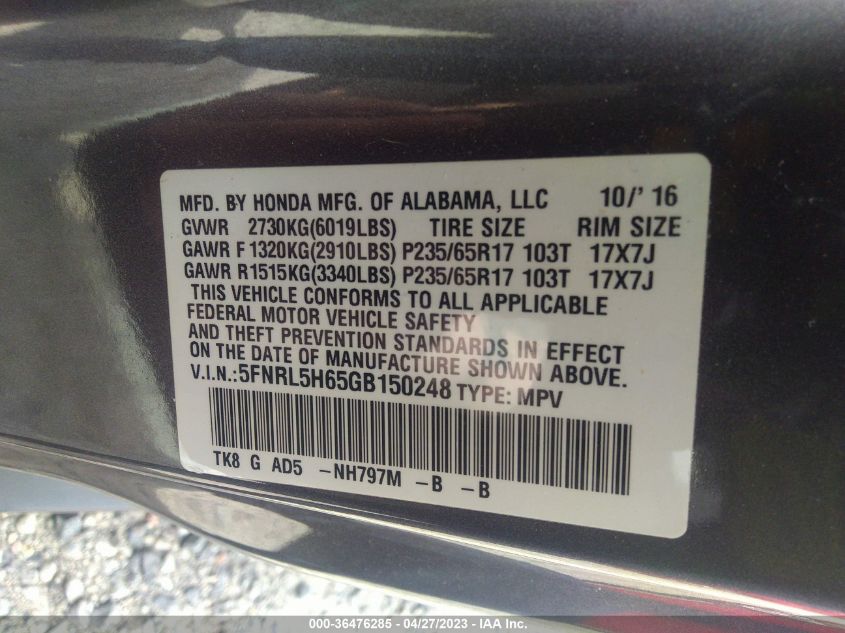 MFD. BY HONDA MFG. OF ALABAMA, LLC 10/' 16
GVWR 2730KG(6019LBS) TIRE SIZE RIM SIZE
GAWR F 1320KG(2910LBS) P235/65R17 103T 17X7J
GAWR R1515KG(3340LBS) P235/65R17 103T 17X7J
THIS VEHICLE CONFORMS TO ALL APPLICABLE
FEDERAL MOTOR VEHICLE SAFETY
AND THEFT PREVENTION STANDARDS IN EFFECT
ON THE DATE OF MANUFACTURE SHOWN ABOVE.
V.I.N.:5FNRL5H65GB150248 TYPE: MPV
TK8 G AD5 -NH797M -B -B
000-36476285 - 04/27/2023 - IAA Inc.